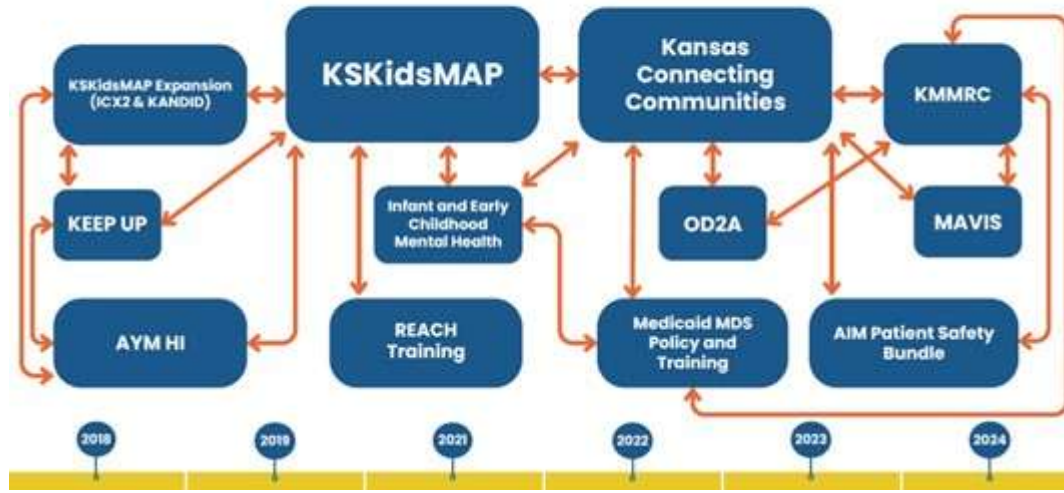 KSKidsMAP Expansion
(ICX2 & KANDID)
KSKidsMAP
Kansas
Connecting
Communities
KMMRC
KEEP UP
Infant and Early
Childhood
Mental Health
OD2A
MAVIS
AYM HI
REACH
Training
Medicaid MDS
Policy and
Training
AIM Patient Safety
Bundle
2018
2019
2021
2022
2023
2024